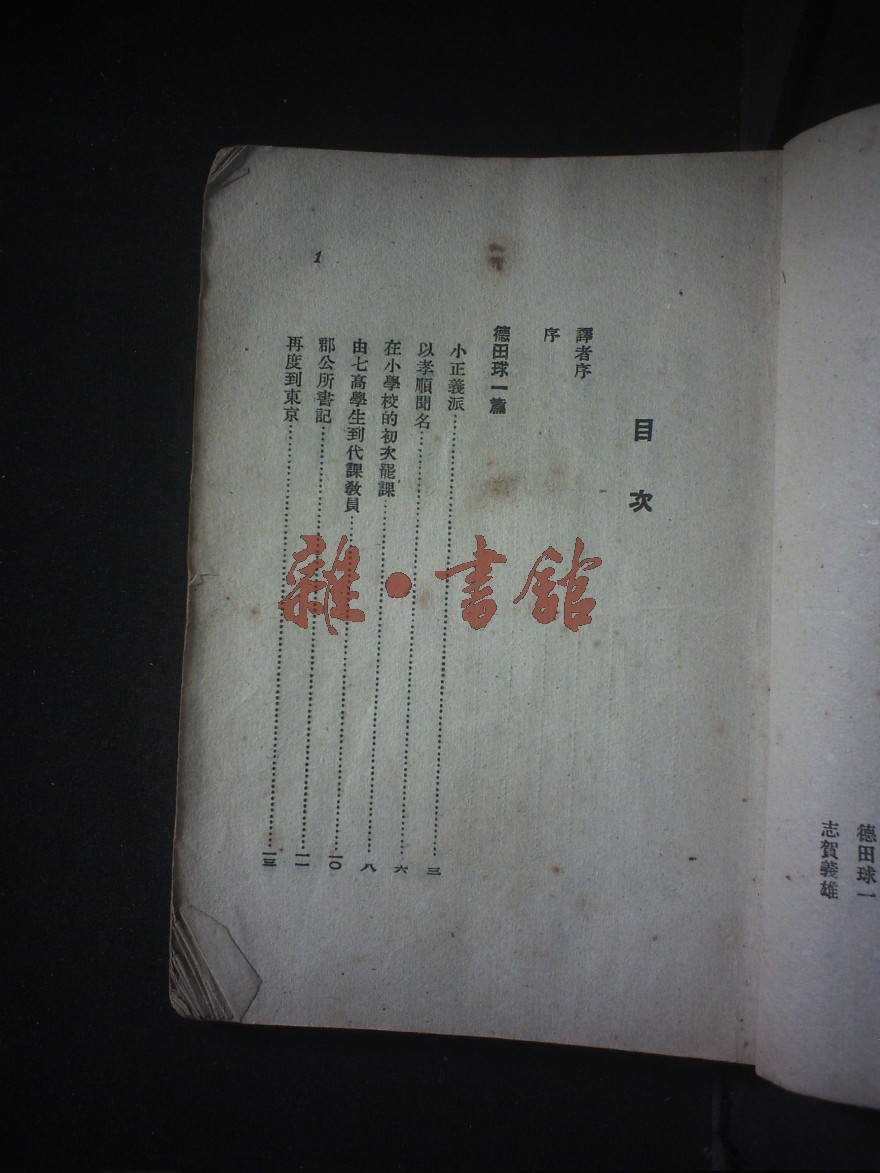 德田球一
志賀義雄
目次
譯者序
序
德田球一篇
小正義派……三
以孝順聞名……六
在小學校的初次罷課……八
由七高學生到代課教員……一〇
郡公所書記……一一
再度到東京……一三
1
雜·書館